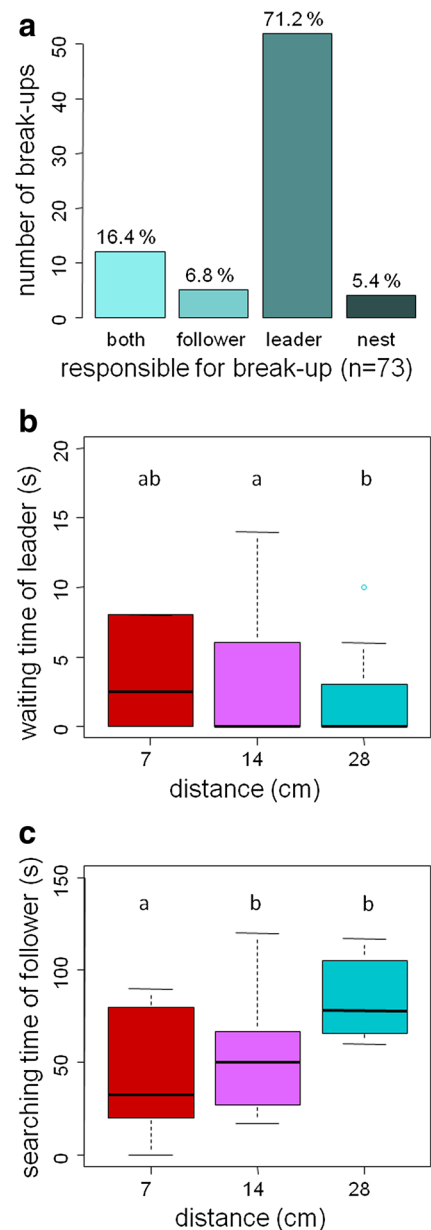 a
number of break-ups
50
40
30
20
10
0
16.4 %
6.8 %
71.2 %
5.4 %
both follower leader nest
responsible for break-up (n=73)
b
waiting time of leader (s)
20
15
10
5
0
ab a b
7 14 28
distance (cm)
c
searching time of follower (s)
150
100
50
0
a b b
7 14 28
distance (cm)